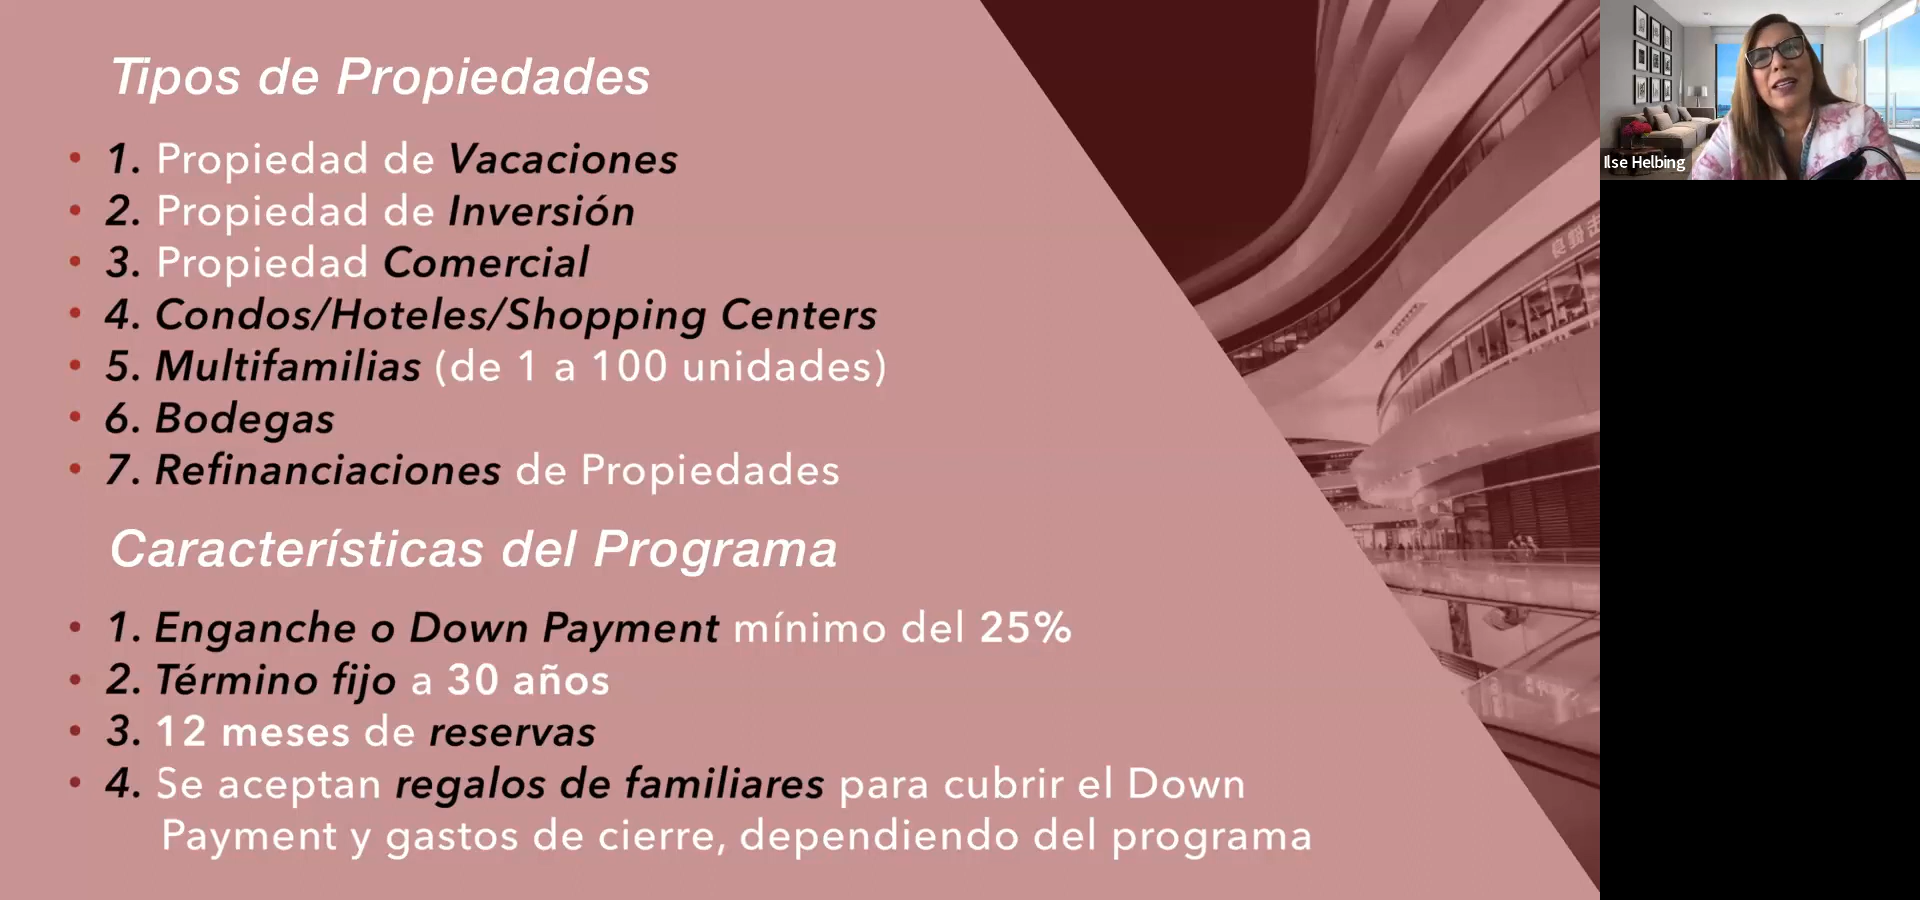 Tipos de Propiedades
• 1. Propiedad de Vacaciones
• 2. Propiedad de Inversión
• 3. Propiedad Comercial
• 4. Condos/Hoteles/Shopping Centers
• 5. Multifamilias (de 1 a 100 unidades)
• 6. Bodegas
• 7. Refinanciaciones de Propiedades
Características del Programa
• 1. Enganche o Down Payment mínimo del 25%
• 2. Término fijo a 30 años
• 3. 12 meses de reservas
• 4. Se aceptan regalos de familiares para cubrir el Down
Payment y gastos de cierre, dependiendo del programa
Ilse Helbing